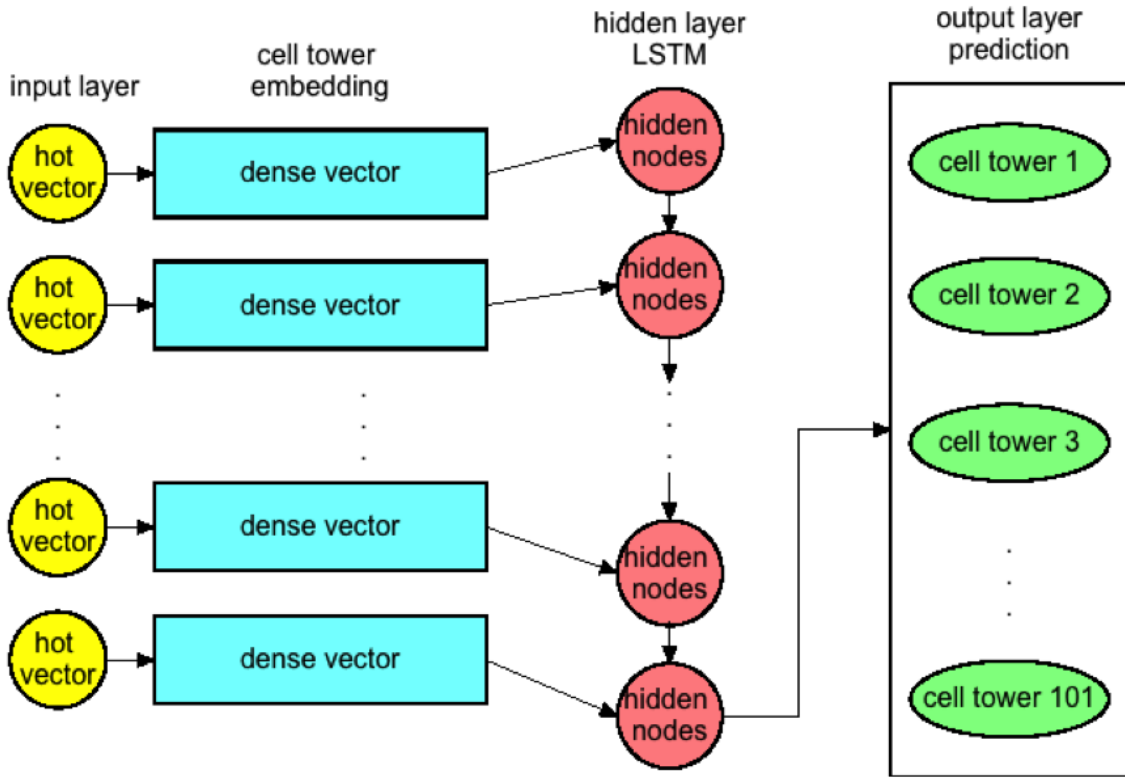 input layer
cell tower
embedding
hidden layer
LSTM
output layer
prediction
hot
vector
dense vector
hidden
nodes
cell tower 1
hot
vector
dense vector
hidden
nodes
cell tower 2
. . .
. . .
. . .
cell tower 3
hot
vector
dense vector
hidden
nodes
. . .
hot
vector
dense vector
hidden
nodes
cell tower 101